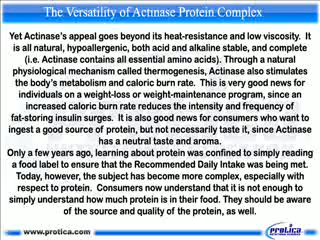 The Versatility of Actinase Protein Complex
Yet Actinase's appeal goes beyond its heat-resistance and low viscosity. It
is all natural, hypoallergenic, both acid and alkaline stable, and complete
(i.e. Actinase contains all essential amino acids). Through a natural
physiological mechanism called thermogenesis, Actinase also stimulates
the body's metabolism and caloric burn rate. This is very good news for
individuals on a weight-loss or weight-maintenance program, since an
increased caloric burn rate reduces the intensity and frequency of
fat-storing insulin surges. It is also good news for consumers who want to
ingest a good source of protein, but not necessarily taste it, since Actinase
has a neutral taste and aroma.
Only a few years ago, learning about protein was confined to simply reading
a food label to ensure that the Recommended Daily Intake was being met.
Today, however, the subject has become more complex, especially with
respect to protein. Consumers now understand that it is not enough to
simply understand how much protein is in their food. They should be aware
of the source and quality of the protein, as well.
www.protica.com
protica